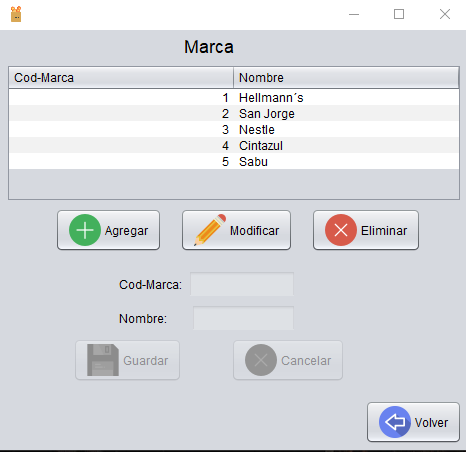 Marca
Cod-Marca Nombre
1 Hellmann´s
2 San Jorge
3 Nestle
4 Cintazul
5 Sabu
Agregar Modificar Eliminar
Cod-Marca:
Nombre:
Guardar Cancelar
Volver